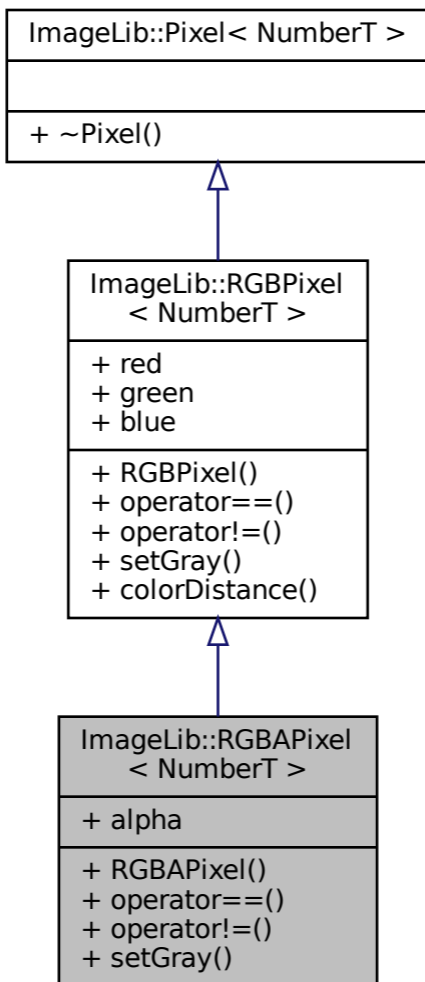 ImageLib::Pixel< NumberT >
+ ~Pixel()
ImageLib::RGBPixel
< NumberT >
+ red
+ green
+ blue
+ RGBPixel()
+ operator==()
+ operator!=()
+ setGray()
+ colorDistance()
ImageLib::RGBAPixel
< NumberT >
+ alpha
+ RGBAPixel()
+ operator==()
+ operator!=()
+ setGray()